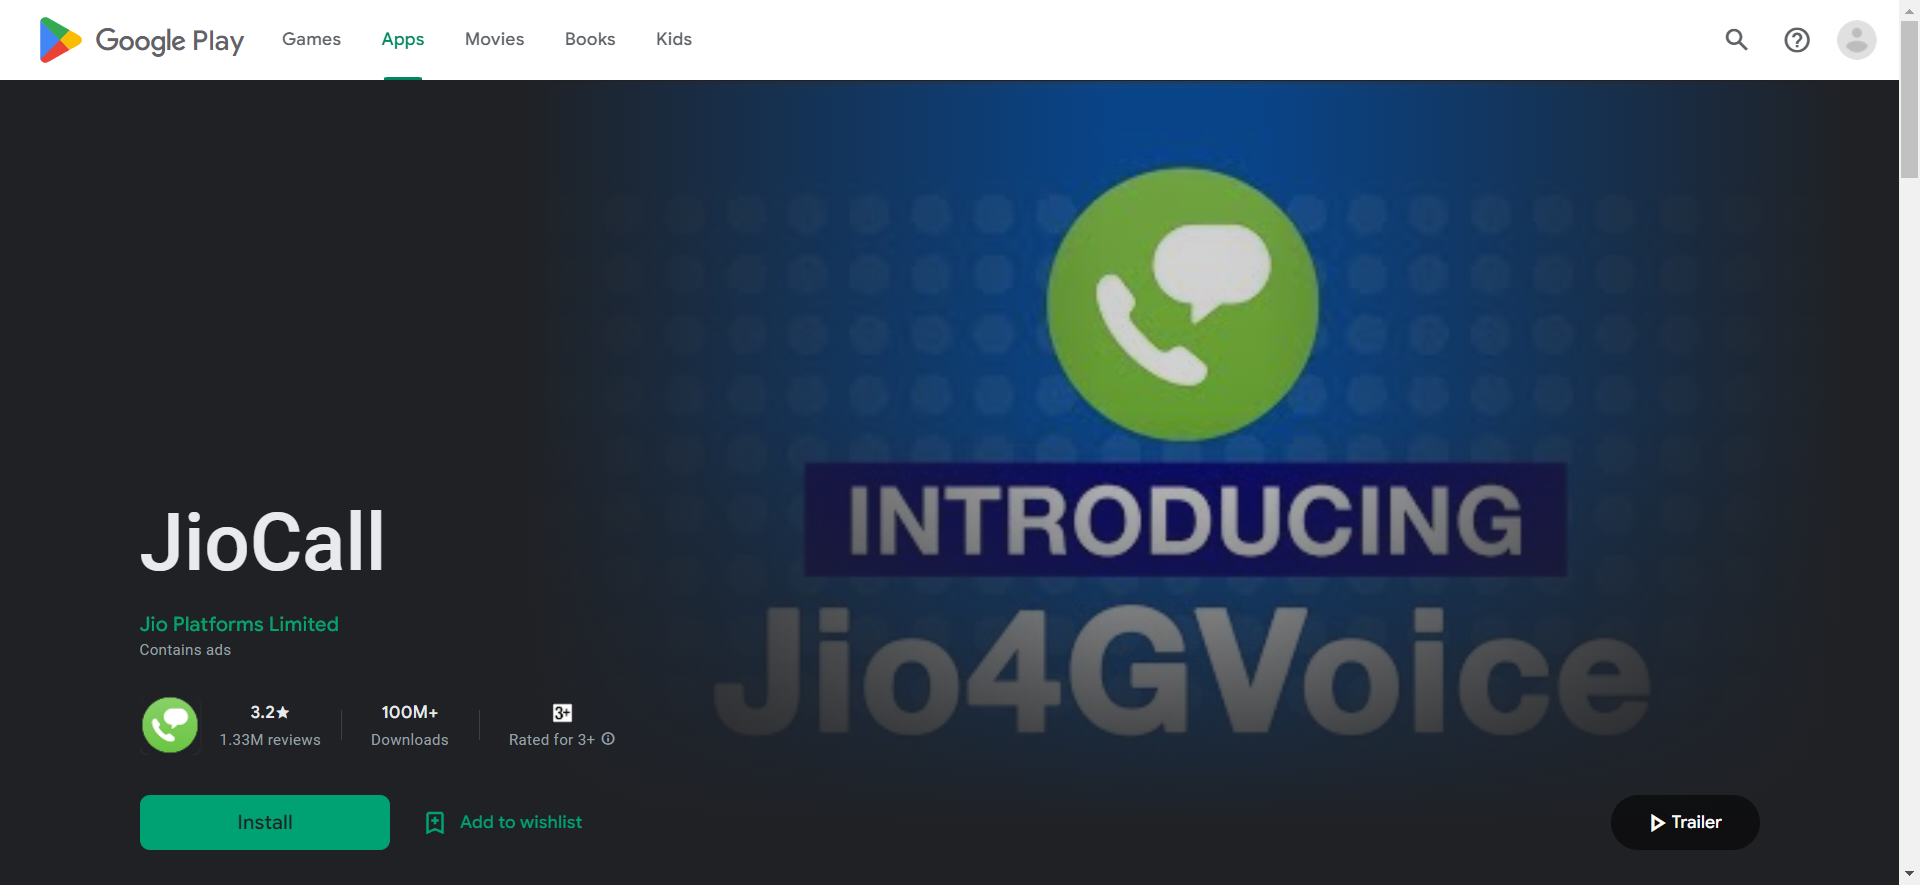 Google Play
Games
Apps
Movies
Books
Kids
INTRODUCING
Jio4GVoice
JioCall
Jio Platforms Limited
Contains ads
3.2★
1.33M reviews
100M+
Downloads
3+
Rated for 3+
Install
Add to wishlist
Trailer